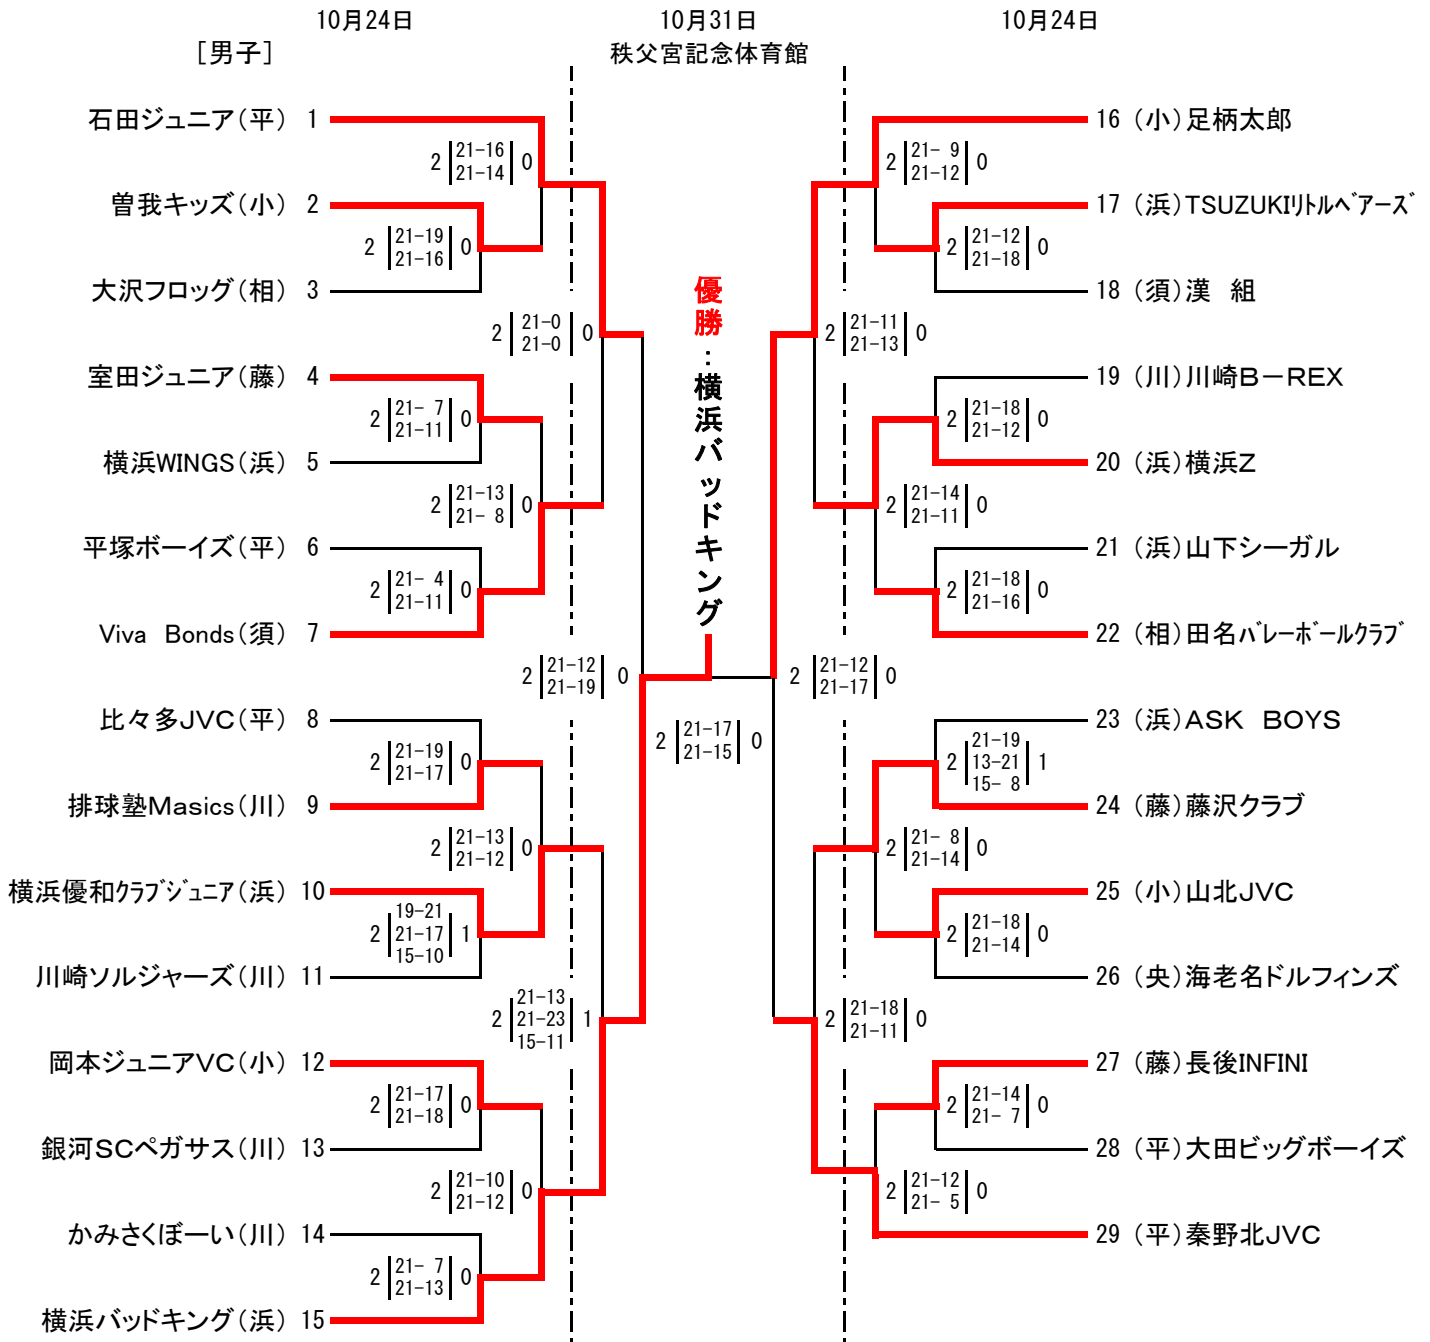 10月24日
10月31日
10月24日
[男子]
秩父宮記念体育館
石田ジュニア(平) 1
2 21-16 0
21-14
曽我キッズ(小) 2
2 21-19 0
21-16
大沢フロッグ(相) 3
2 21-0 0
21-0
室田ジュニア(藤) 4
2 21- 7 0
21-11
横浜WINGS(浜) 5
2 21-13 0
21- 8
平塚ボーイズ(平) 6
2 21- 4 0
21-11
Viva Bonds(須) 7
2 21-12 0
21-19
比々多JVC(平) 8
2 21-19 0
21-17
排球塾Masics(川) 9
2 21-13 0
21-12
横浜優和クラブジュニア(浜) 10
19-21
2 21-17 1
15-10
川崎ソルジャーズ(川) 11
21-13
2 21-23 1
15-11
岡本ジュニアVC(小) 12
2 21-17 0
21-18
銀河SCペガサス(川) 13
2 21-10 0
21-12
かみさくぼーい(川) 14
2 21- 7 0
21-13
横浜バッドキング(浜) 15
優勝:横浜バッドキング
2 21-17 0
21-15
16 (小)足柄太郎
2 21- 9 0
21-12
17 (浜)TSUZUKIリトルベアーズ
2 21-12 0
21-18
18 (須)漢 組
2 21-11 0
21-13
19 (川)川崎B-REX
2 21-18 0
21-12
20 (浜)横浜Z
2 21-14 0
21-11
21 (浜)山下シーガル
2 21-18 0
21-16
22 (相)田名バレーボールクラブ
2 21-12 0
21-17
23 (浜)ASK BOYS
21-19
2 13-21 1
15- 8
24 (藤)藤沢クラブ
2 21- 8 0
21-14
25 (小)山北JVC
2 21-18 0
21-14
26 (央)海老名ドルフィンズ
2 21-18 0
21-11
27 (藤)長後INFINI
2 21-14 0
21- 7
28 (平)大田ビッグボーイズ
2 21-12 0
21- 5
29 (平)秦野北JVC